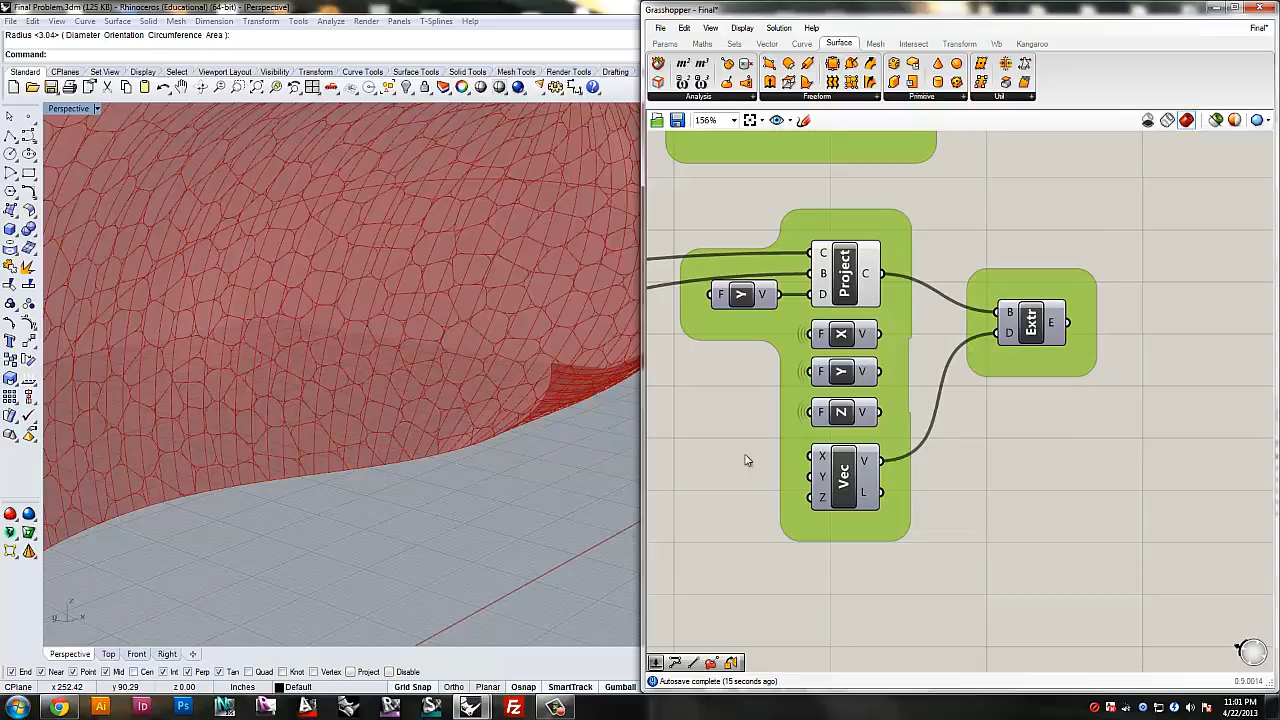 Final Problem.3dm (125 KB) - Rhinoceros (Educational) (64-bit) - [Perspective]
File Edit View Curve Surface Solid Mesh Dimension Transform Tools Analyze Render Panels T-Splines Help
Radius <3.04> ( Diameter Orientation Circumference Area ):
Command:
Standard CPlanes Set View Display Select Viewport Layout Visibility Transform Curve Tools Surface Tools Solid Tools Mesh Tools Render Tools Drafting
Perspective
z
y x
Perspective Top Front Right
End Near Point Mid Cen Int Perp Tan Quad Knot Vertex Project Disable
CPlane x 252.42 y 90.29 z 0.00 Inches Default Grid Snap Ortho Planar Osnap SmartTrack Gumball
Grasshopper - Final*
File Edit View Display Solution Help Final*
Params Maths Sets Vector Curve Surface Mesh Intersect Transform Wb Kangaroo
Analysis Freeform Primitive Util
156%
C
B Project C
D
F Y V
F X V
F Y V
F Z V
X
Y Vec V
Z L
B Extr E
D
Autosave complete (15 seconds ago) 0.9.0014
11:01 PM
4/22/2013